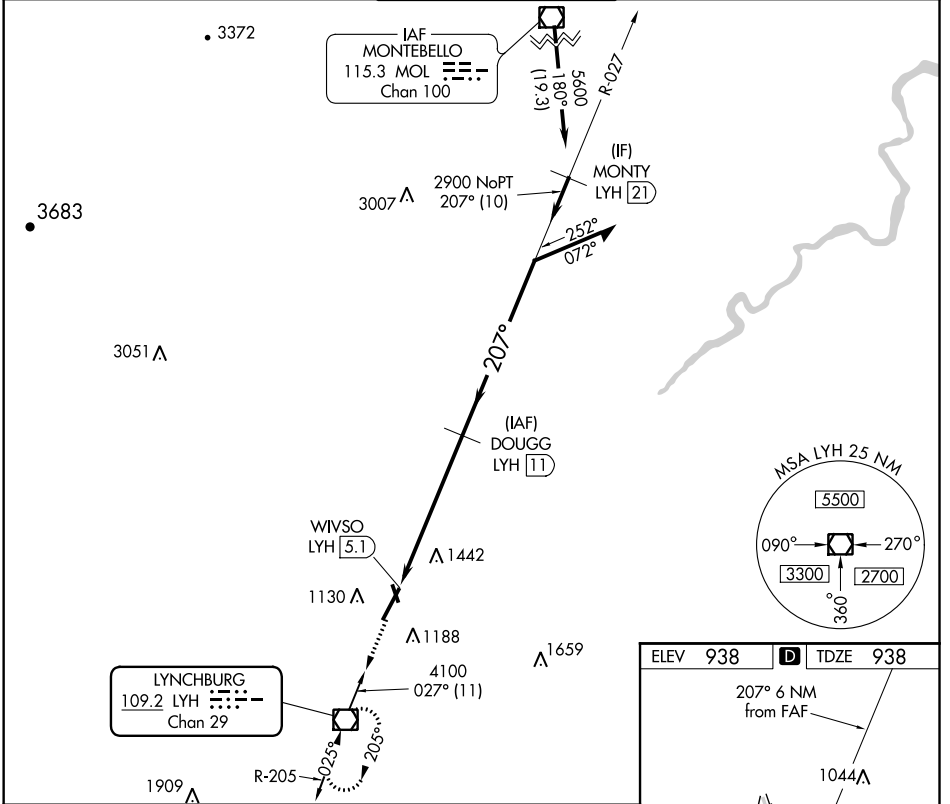 3372
IAF
MONTEBELLO
115.3 MOL
Chan 100
5600
180°
(19.3)
R-027
(IF)
MONTY
LYH 21
2900 NoPT
207° (10)
3007
3683
252°
072°
207°
3051
(IAF)
DOUGG
LYH 11
MSA LYH 25 NM
5500
090°
270°
3300
2700
360°
WIVSO
LYH 5.1
1442
1130
1188
1659
4100
027° (11)
LYNCHBURG
109.2 LYH
Chan 29
025°
205°
R-205
1909
ELEV 938 D TDZE 938
207° 6 NM
from FAF
1044